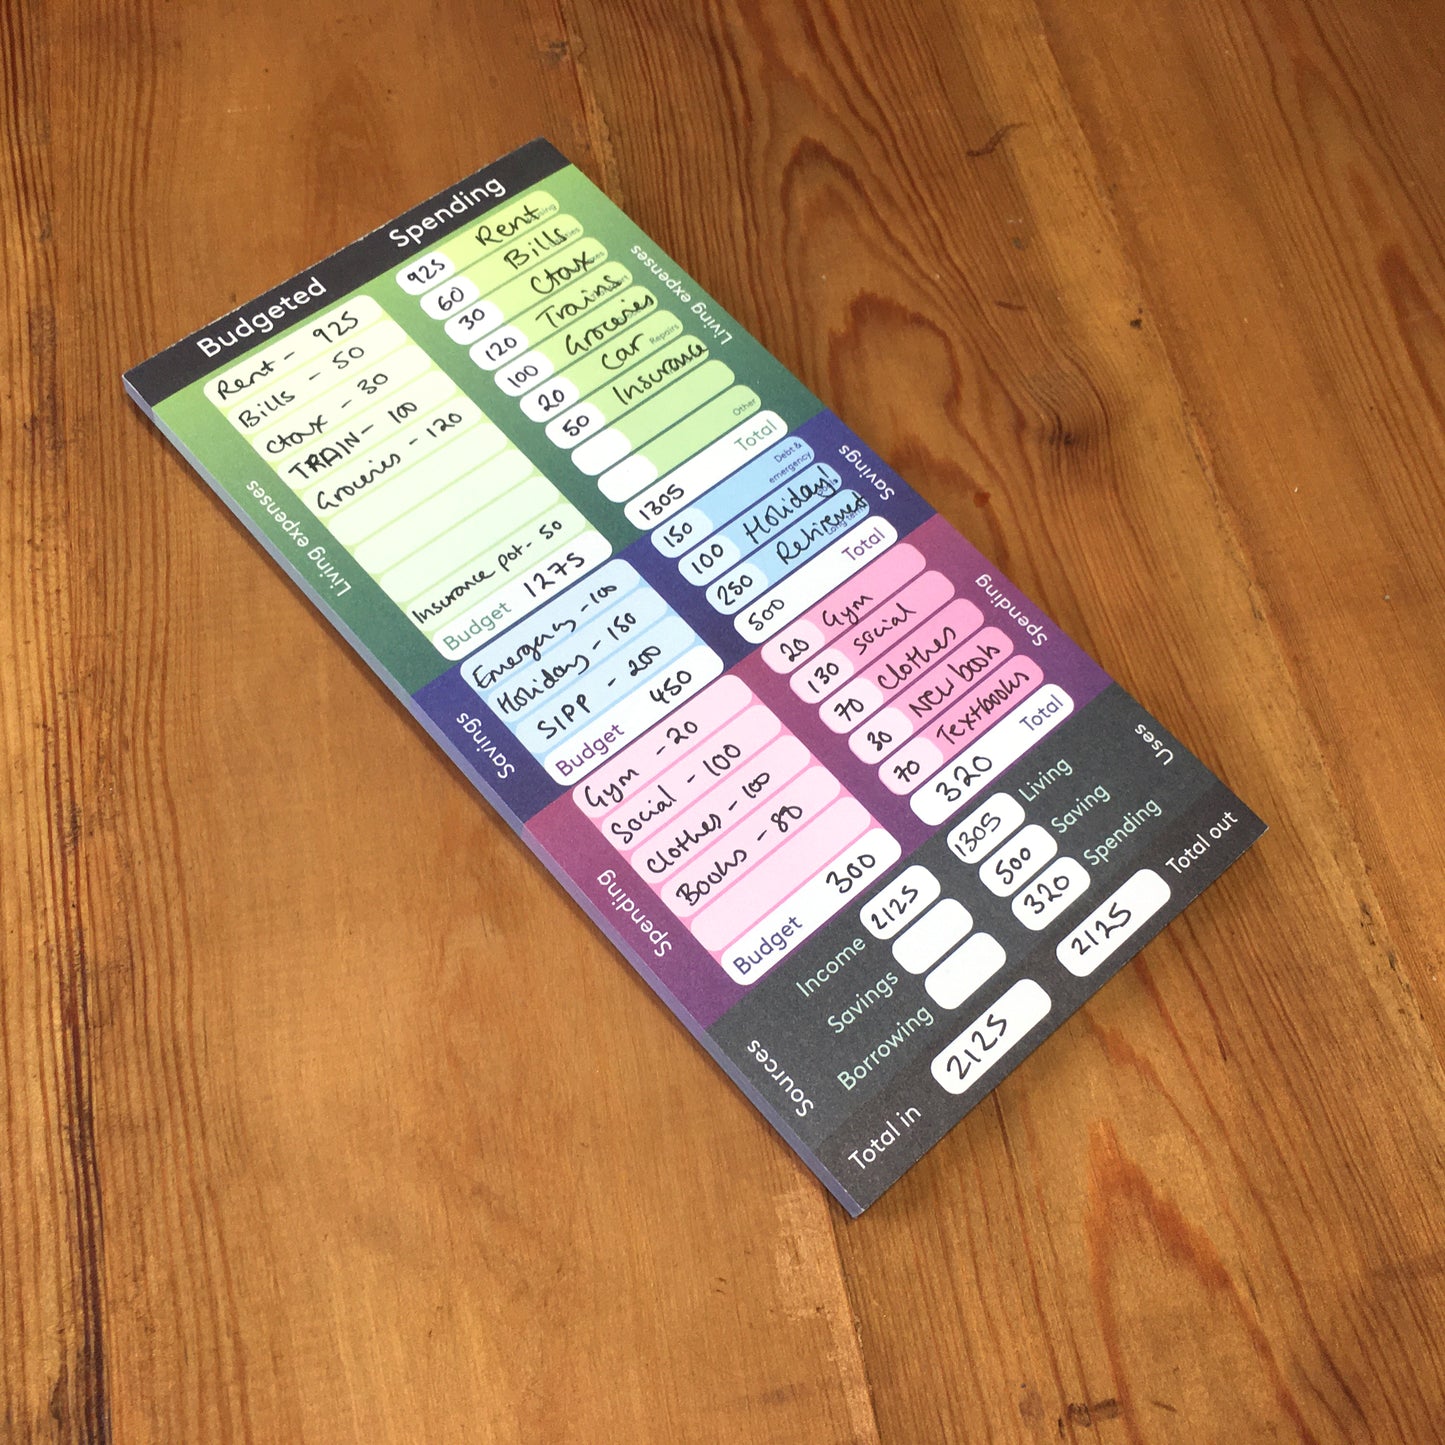 Budgeted
Living expenses
Rent - 925
Bills - 50
Ctax - 30
TRAIN - 100
Groceries - 120
Insurance pot - 50
Budget 1275
Savings
Emergency - 100
Holiday - 150
SIPP - 200
Budget 450
Spending
Gym - 20
Social - 100
Clothes - 100
Books - 80
Budget 300
Spending
Living expenses
925 Rent
60 Bills
30 Ctax
120 Trains
100 Groceries
20 Car Repairs
50 Insurance
Other
1305 Total
Savings
150 Debt & emergency
100 Holiday!
250 Retirement
500 Total
Spending
20 Gym
130 social
70 Clothes
30 New book
70 Textbooks
320 Total
Sources
Income 2125
Savings
Borrowing
Total in 2125
Uses
1305 Living
500 Saving
320 Spending
2125 Total out